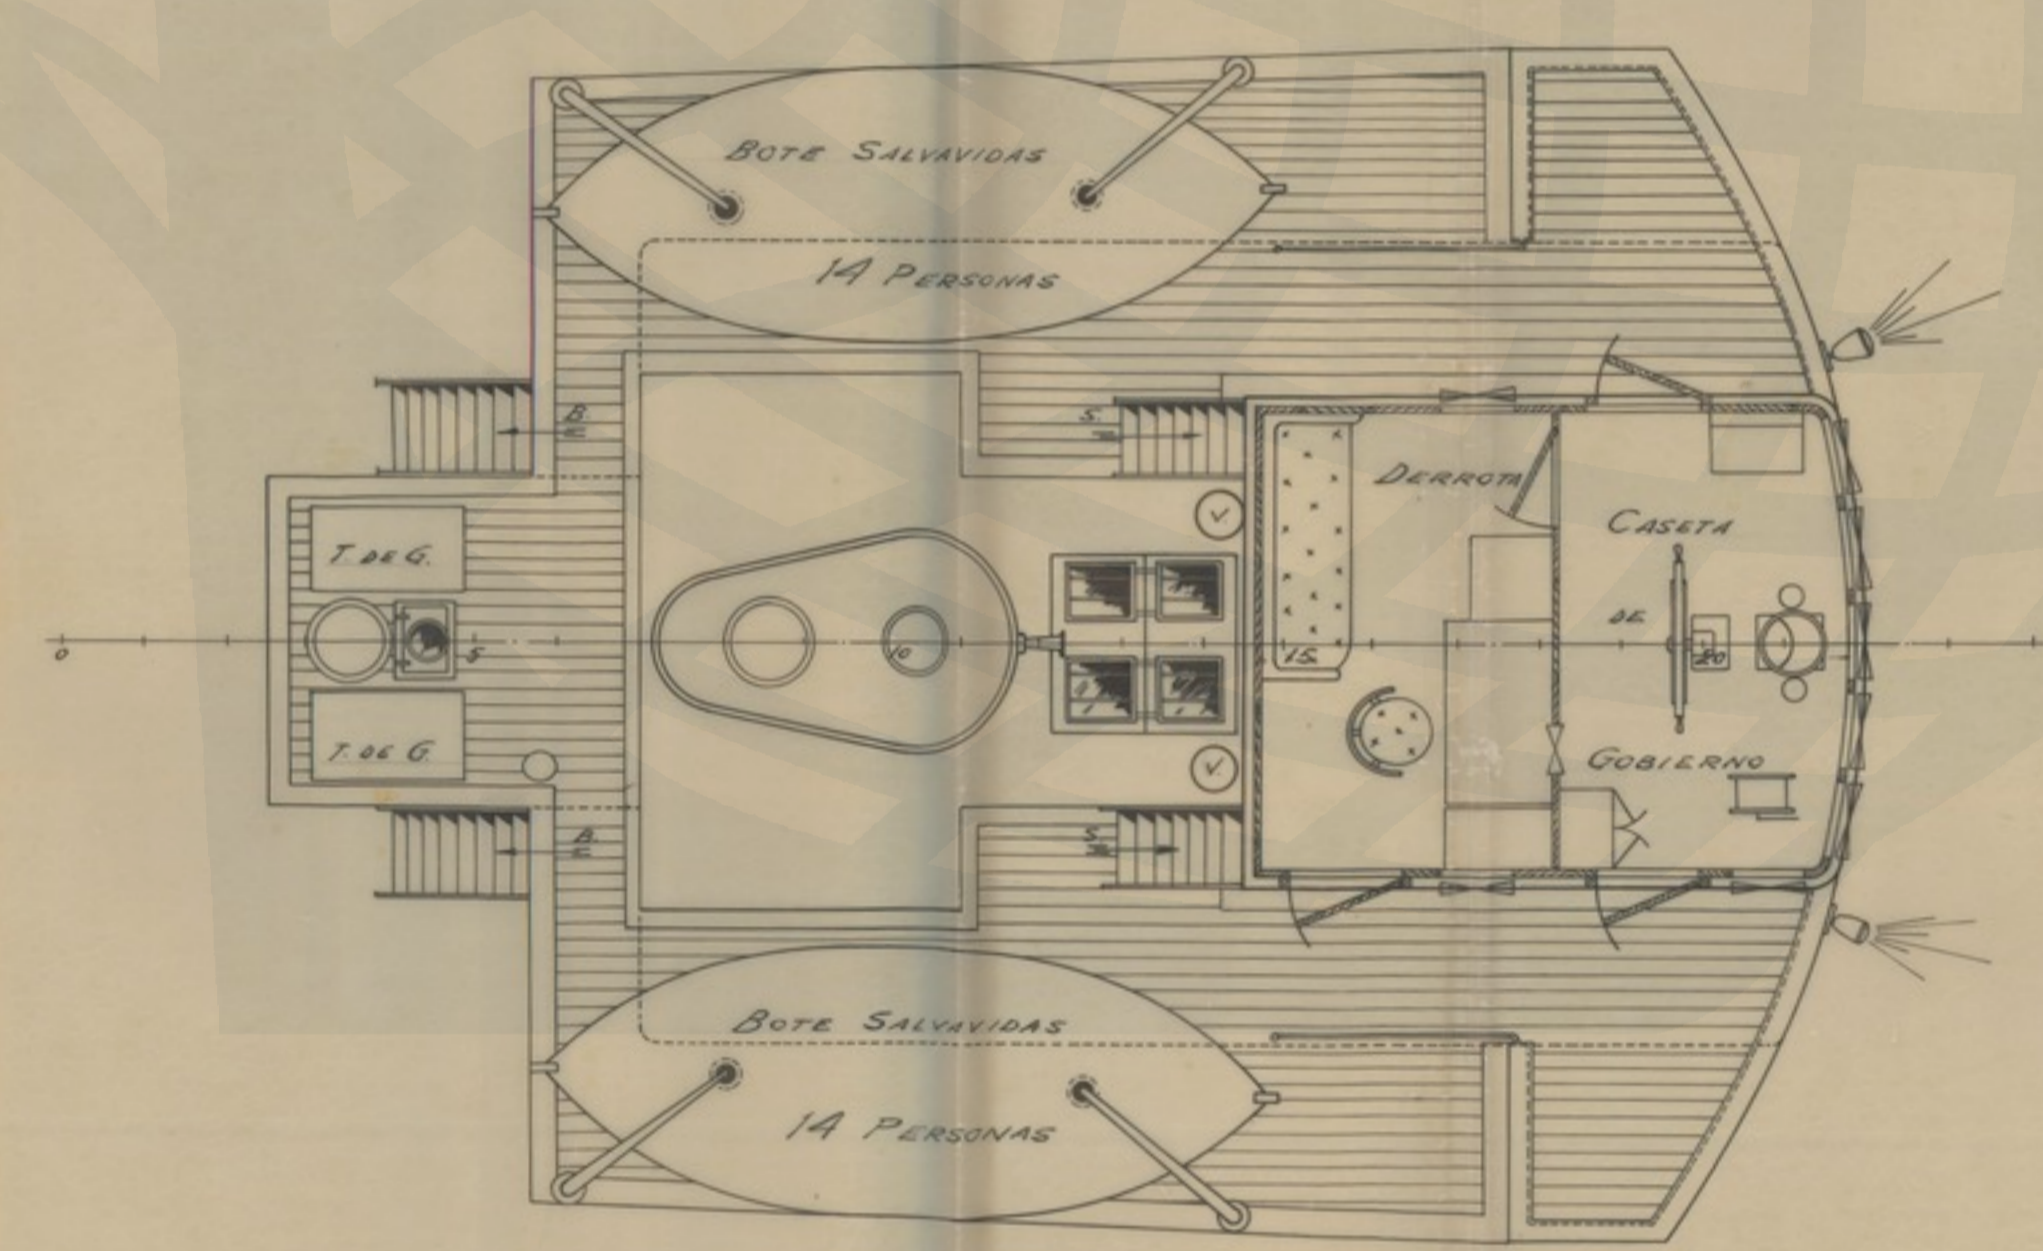 BOTE SALVAVIDAS
14 PERSONAS
B.
S.
DERROTA
V.
CASETA
T. DE G.
DE
0
5
10
15
20
T. DE G.
GOBIERNO
V.
B.
S.
BOTE SALVAVIDAS
14 PERSONAS